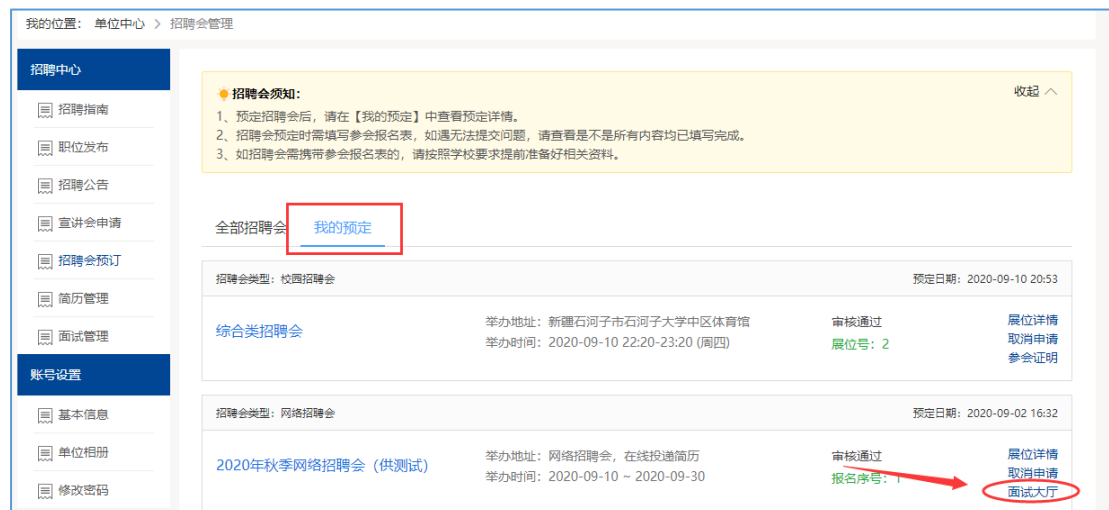 我的位置： 单位中心 > 招聘会管理
招聘中心
招聘指南
职位发布
招聘公告
宣讲会申请
招聘会预订
简历管理
面试管理
账号设置
基本信息
单位相册
修改密码
招聘会须知：
收起
1、预定招聘会后，请在【我的预定】中查看预定详情。
2、招聘会预定时需填写参会报名表，如遇无法提交问题，请查看是不是所有内容均已填写完成。
3、如招聘会需携带参会报名表的，请按照学校要求提前准备好相关资料。
全部招聘会 我的预定
招聘会类型：校园招聘会
预定日期：2020-09-10 20:53
综合类招聘会
举办地址：新疆石河子市石河子大学中区体育馆
举办时间：2020-09-10 22:20-23:20 (周四)
审核通过
展位号：2
展位详情
取消申请
参会证明
招聘会类型：网络招聘会
预定日期：2020-09-02 16:32
2020年秋季网络招聘会（供测试）
举办地址：网络招聘会，在线投递简历
举办时间：2020-09-10 ~ 2020-09-30
审核通过
报名序号：1
展位详情
取消申请
面试大厅